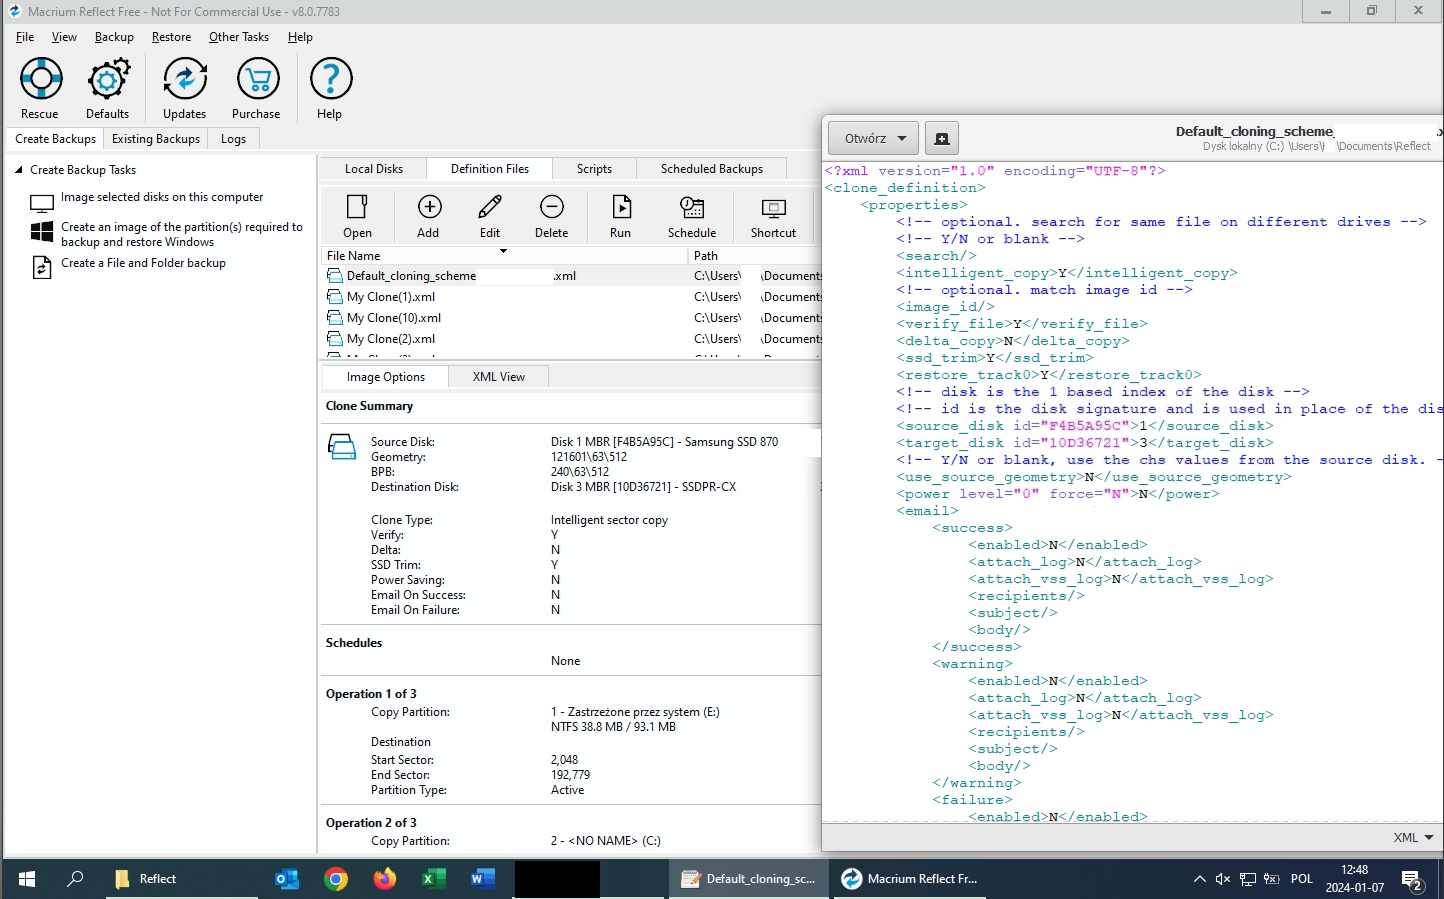 Macrium Reflect Free - Not For Commercial Use - v8.0.7783
File View Backup Restore Other Tasks Help
Rescue Defaults Updates Purchase Help
Create Backups Existing Backups Logs
Create Backup Tasks
Image selected disks on this computer
Create an image of the partition(s) required to
backup and restore Windows
Create a File and Folder backup
Local Disks Definition Files Scripts Scheduled Backups
Open Add Edit Delete Run Schedule Shortcut
File Name Path
Default_cloning_scheme .xml C:\Users\ \Documents
My Clone(1).xml C:\Users\ \Documents
My Clone(10).xml C:\Users\ \Documents
My Clone(2).xml C:\Users\ \Documents
Image Options XML View
Clone Summary
Source Disk: Disk 1 MBR [F4B5A95C] - Samsung SSD 870
Geometry: 121601\63\512
BPB: 240\63\512
Destination Disk: Disk 3 MBR [10D36721] - SSDPR-CX
Clone Type: Intelligent sector copy
Verify: Y
Delta: N
SSD Trim: Y
Power Saving: N
Email On Success: N
Email On Failure: N
Schedules
None
Operation 1 of 3
Copy Partition: 1 - Zastrzeżone przez system (E:)
NTFS 38.8 MB / 93.1 MB
Destination
Start Sector: 2,048
End Sector: 192,779
Partition Type: Active
Operation 2 of 3
Copy Partition: 2 - <NO NAME> (C:)
Otwórz
Default_cloning_scheme .x
Dysk lokalny (C:) \Users\ \Documents\Reflect
<?xml version="1.0" encoding="UTF-8"?>
<clone_definition>
<properties>
<!-- optional. search for same file on different drives -->
<!-- Y/N or blank -->
<search/>
<intelligent_copy>Y</intelligent_copy>
<!-- optional. match image id -->
<image_id/>
<verify_file>Y</verify_file>
<delta_copy>N</delta_copy>
<ssd_trim>Y</ssd_trim>
<restore_track0>Y</restore_track0>
<!-- disk is the 1 based index of the disk -->
<!-- id is the disk signature and is used in place of the dis
<source_disk id="F4B5A95C">1</source_disk>
<target_disk id="10D36721">3</target_disk>
<!-- Y/N or blank, use the chs values from the source disk. -
<use_source_geometry>N</use_source_geometry>
<power level="0" force="N">N</power>
<email>
<success>
<enabled>N</enabled>
<attach_log>N</attach_log>
<attach_vss_log>N</attach_vss_log>
<recipients/>
<subject/>
<body/>
</success>
<warning>
<enabled>N</enabled>
<attach_log>N</attach_log>
<attach_vss_log>N</attach_vss_log>
<recipients/>
<subject/>
<body/>
</warning>
<failure>
<enabled>N</enabled>
XML
Reflect
Default_cloning_sc...
Macrium Reflect Fr...
POL
12:48
2024-01-07
2